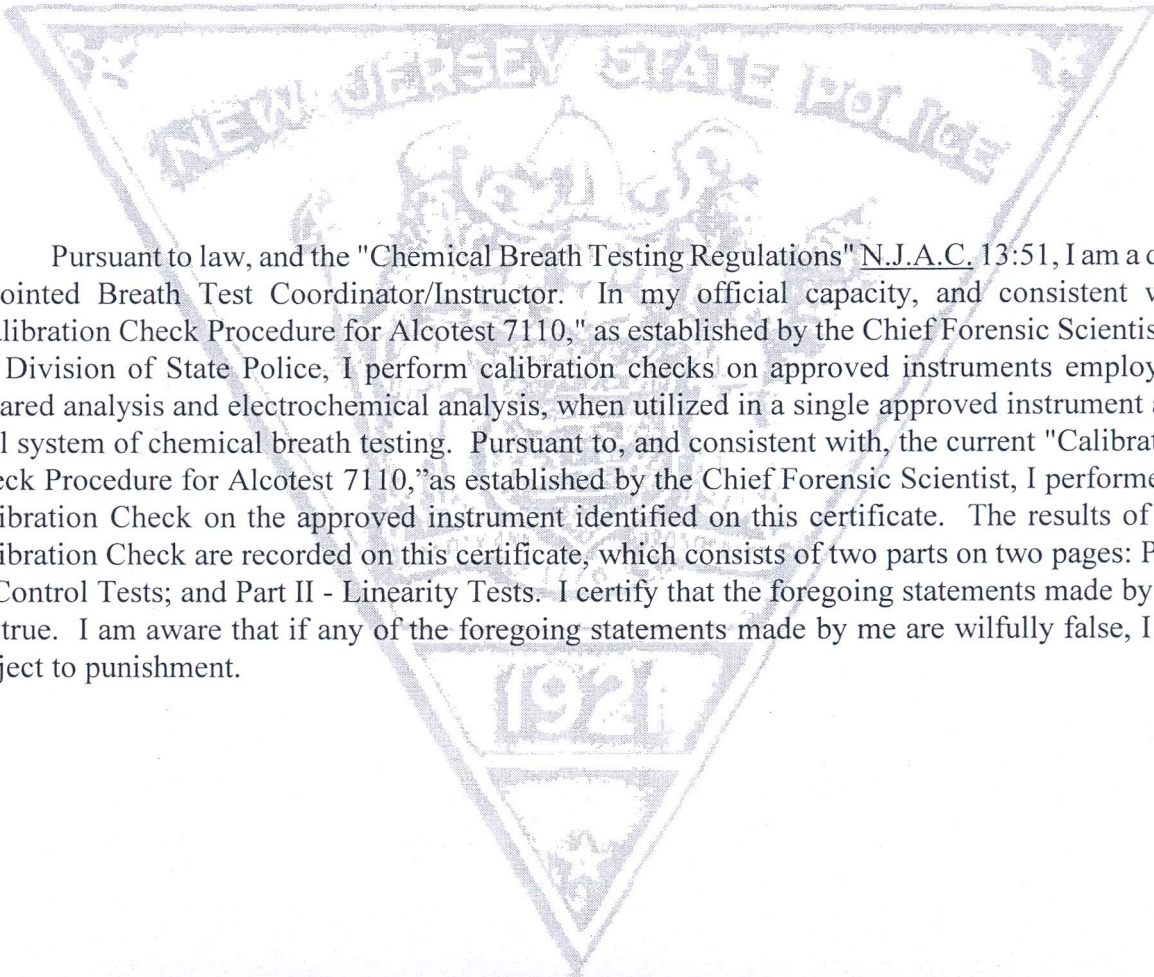 NEW JERSEY STATE POLICE
Pursuant to law, and the "Chemical Breath Testing Regulations" N.J.A.C. 13:51, I am a d
ointed Breath Test Coordinator/Instructor. In my official capacity, and consistent v
libration Check Procedure for Alcotest 7110," as established by the Chief Forensic Scientist
Division of State Police, I perform calibration checks on approved instruments employ
ared analysis and electrochemical analysis, when utilized in a single approved instrument a
l system of chemical breath testing. Pursuant to, and consistent with, the current "Calibrat
eck Procedure for Alcotest 7110,"as established by the Chief Forensic Scientist, I performe
ibration Check on the approved instrument identified on this certificate. The results of
ibration Check are recorded on this certificate, which consists of two parts on two pages: P
Control Tests; and Part II - Linearity Tests. I certify that the foregoing statements made by
true. I am aware that if any of the foregoing statements made by me are wilfully false, I
ject to punishment.
1921